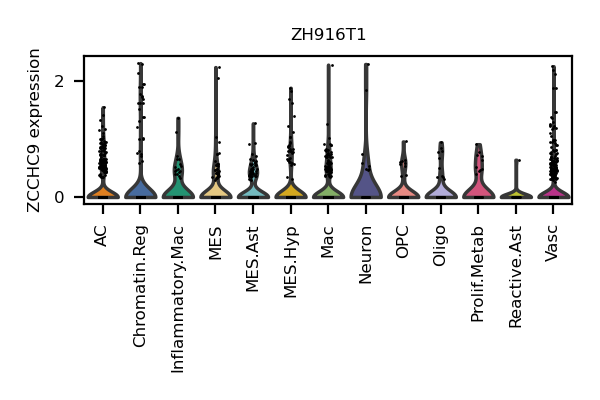 ZH916T1
ZCCHC9 expression
2
0
AC
Chromatin.Reg
Inflammatory.Mac
MES
MES.Ast
MES.Hyp
Mac
Neuron
OPC
Oligo
Prolif.Metab
Reactive.Ast
Vasc